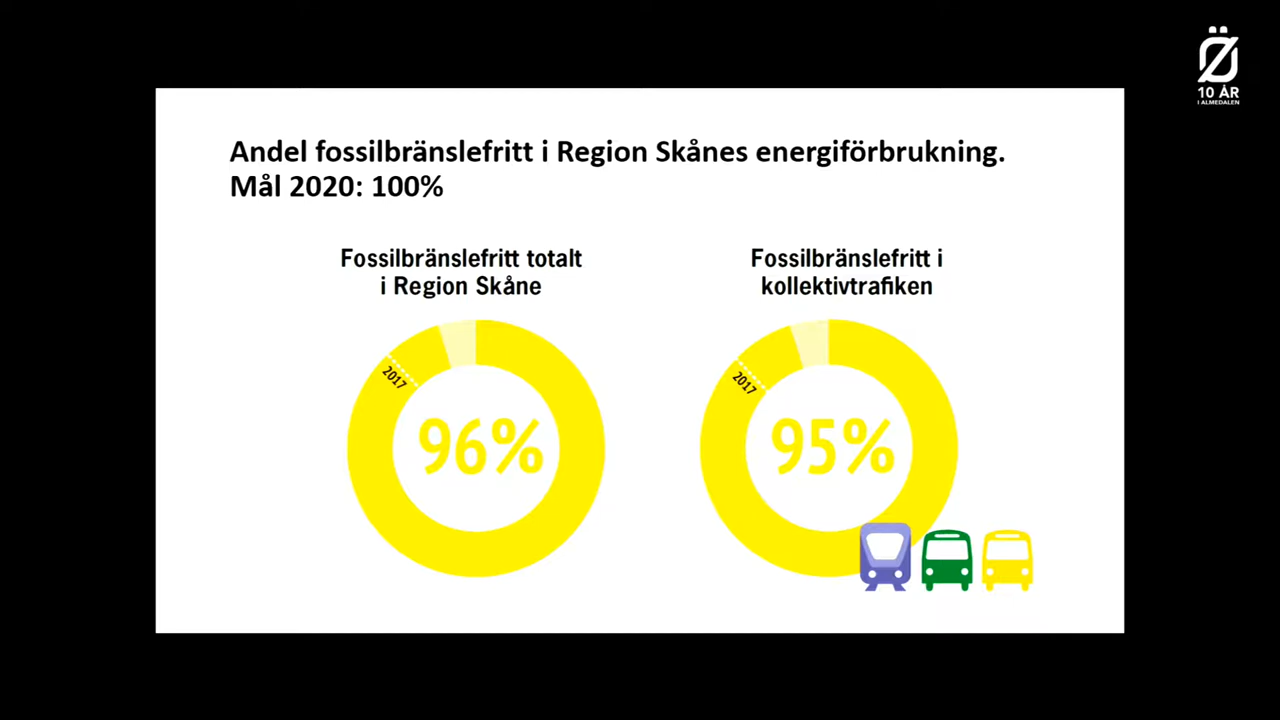 Ö
10 ÅR
I ALMEDALEN
Andel fossilbränslefritt i Region Skånes energiförbrukning.
Mål 2020: 100%
Fossilbränslefritt totalt
i Region Skåne
2017
96%
Fossilbränslefritt i
kollektivtrafiken
2017
95%